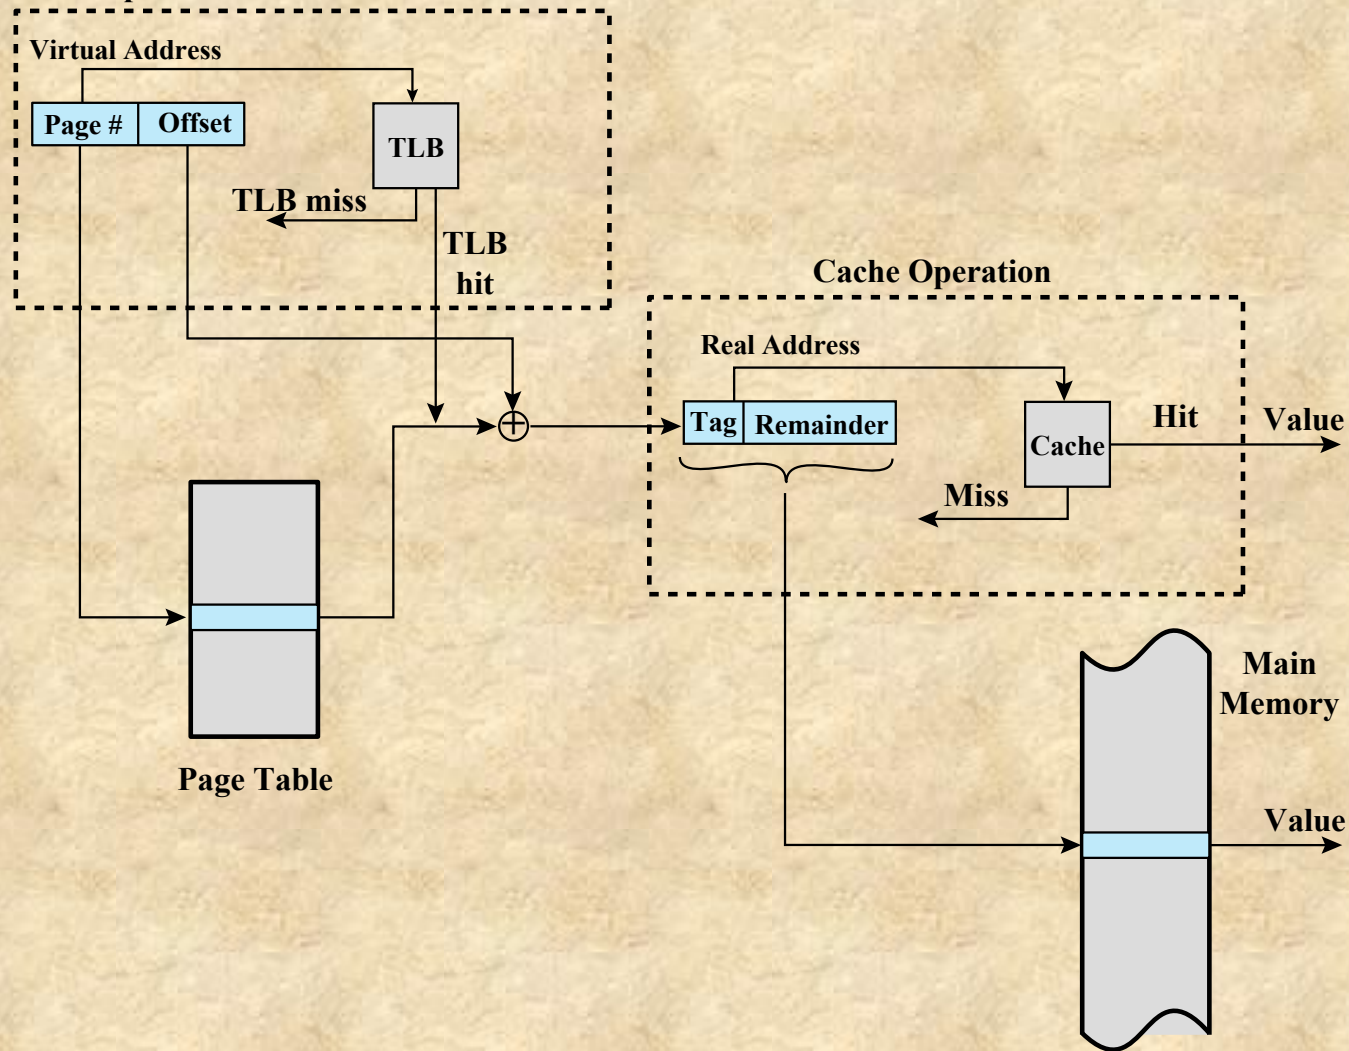 Virtual Address
Page #
Offset
TLB
TLB miss
TLB
hit
Cache Operation
Real Address
Tag
Remainder
Cache
Hit
Value
Miss
Page Table
Main
Memory
Value